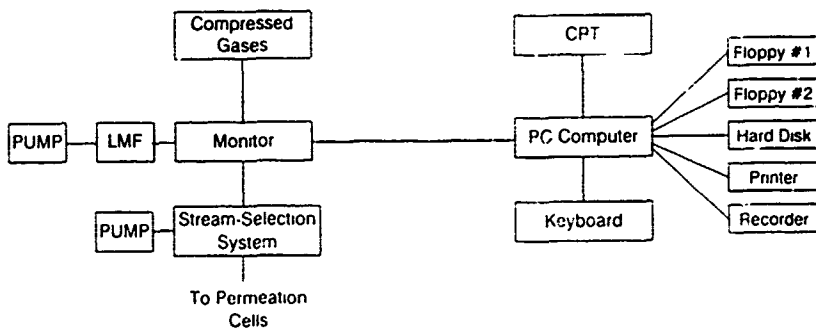 Compressed
Gases
CPT
Floppy #1
Floppy #2
PUMP
LMF
Monitor
PC Computer
Hard Disk
Printer
Keyboard
Recorder
PUMP
Stream-Selection
System
To Permeation
Cells